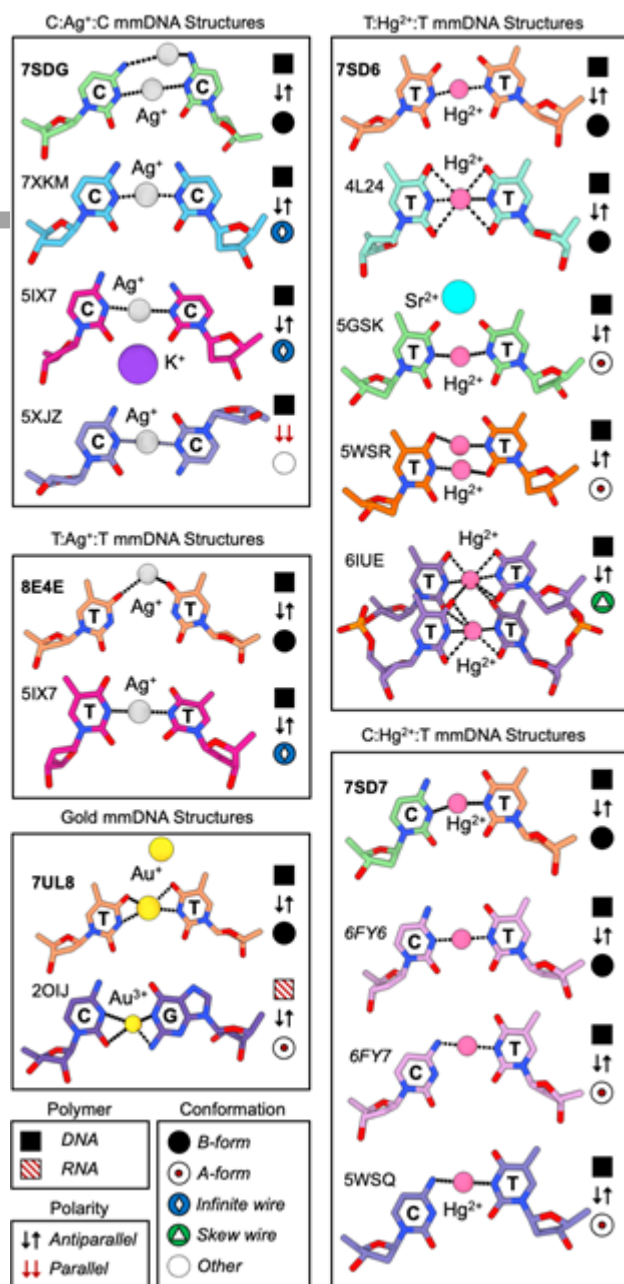 C:Ag⁺:C mmDNA Structures
7SDG
C
C
Ag⁺
7XKM
Ag⁺
C
C
5IX7
Ag⁺
C
C
K⁺
5XJZ
Ag⁺
C
C
T:Ag⁺:T mmDNA Structures
8E4E
T
Ag⁺
T
5IX7
Ag⁺
T
T
Gold mmDNA Structures
7UL8
Au⁺
T
T
2OIJ
Au³⁺
C
G
Polymer
DNA
RNA
Polarity
Antiparallel
Parallel
Conformation
B-form
A-form
Infinite wire
Skew wire
Other
T:Hg²⁺:T mmDNA Structures
7SD6
T
T
Hg²⁺
4L24
Hg²⁺
T
T
Sr²⁺
5GSK
T
T
Hg²⁺
5WSR
T
T
Hg²⁺
6IUE
Hg²⁺
T
T
T
T
Hg²⁺
C:Hg²⁺:T mmDNA Structures
7SD7
C
T
Hg²⁺
6FY6
C
T
6FY7
C
T
5WSQ
C
T
Hg²⁺